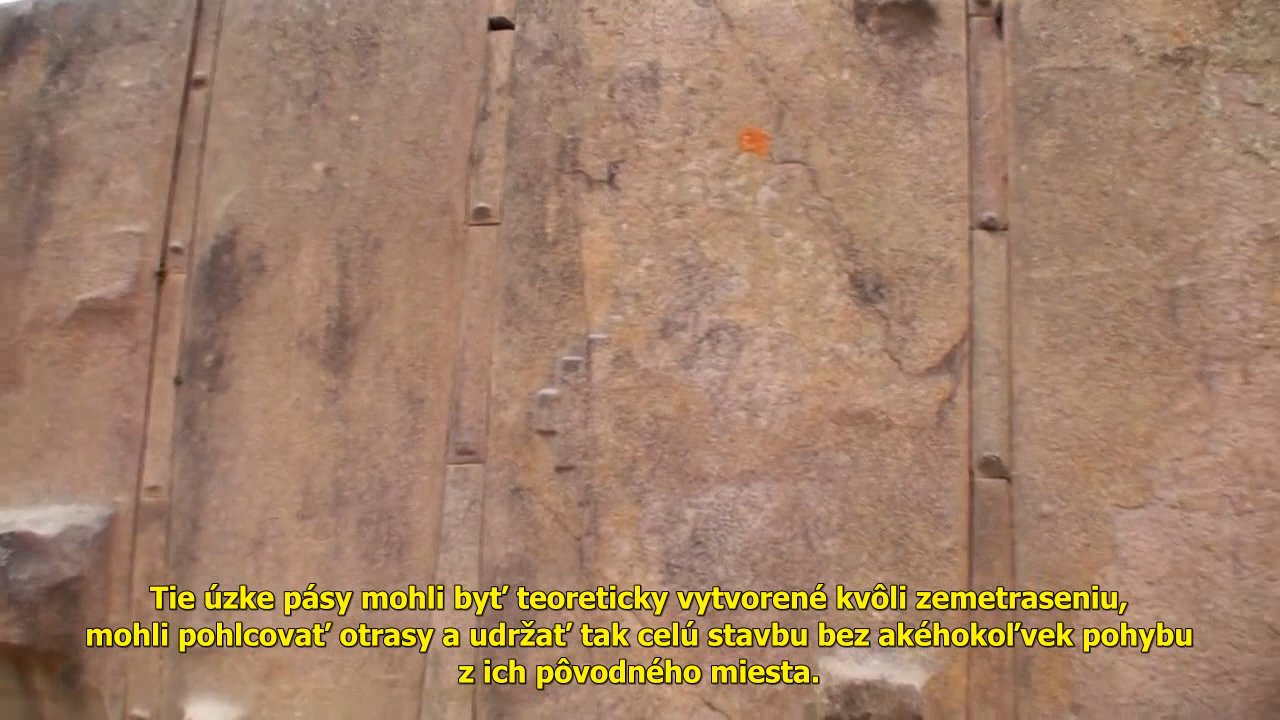 Tie úzke pásy mohli byť teoreticky vytvorené kvôli zemetraseniu,
mohli pohlcovať otrasy a udržať tak celú stavbu bez akéhokoľvek pohybu
z ich pôvodného miesta.